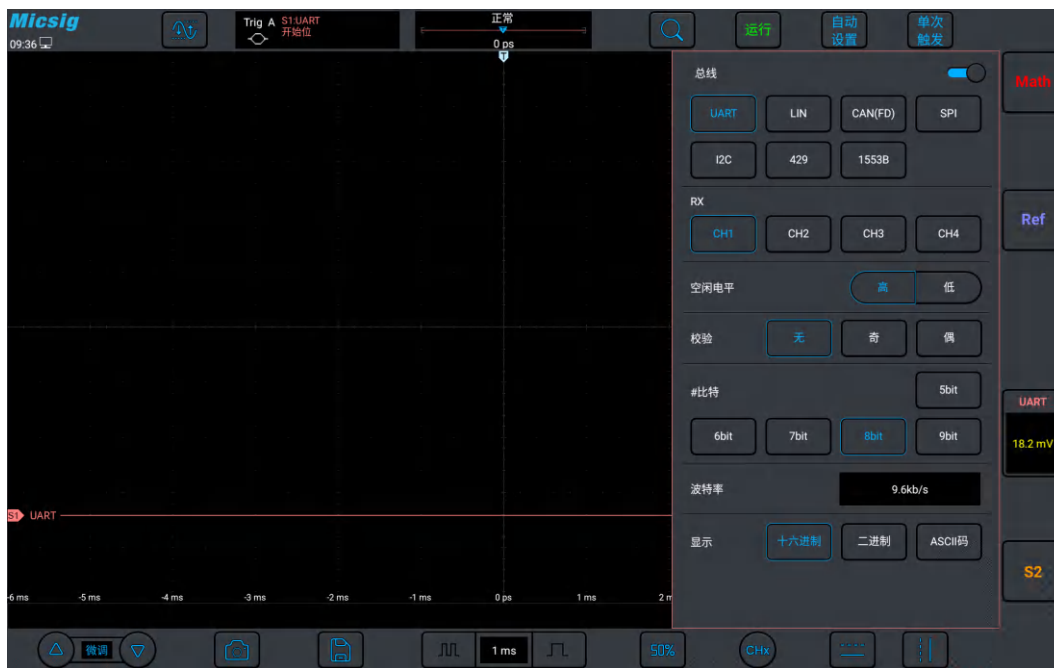 Micsig
09:36
Trig A S1:UART
开始位
正常
0 ps
T
运行
自动
设置
单次
触发
总线
UART LIN CAN(FD) SPI
I2C 429 1553B
RX
CH1 CH2 CH3 CH4
空闲电平 高 低
校验 无 奇 偶
#比特 5bit
6bit 7bit 8bit 9bit
波特率 9.6kb/s
显示 十六进制 二进制 ASCII码
Math
Ref
UART
18.2 mV
S2
S1 UART
-6 ms -5 ms -4 ms -3 ms -2 ms -1 ms 0 ps 1 ms 2 m
微调
1 ms
50%
CHx